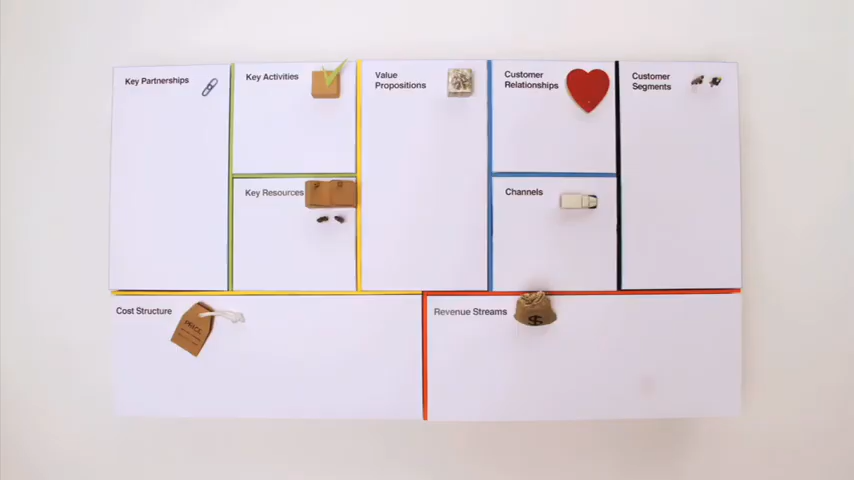 Key Partnerships
Key Activities
Value
Propositions
Customer
Relationships
Customer
Segments
Key Resources
Channels
Cost Structure
PRICE
Revenue Streams
$